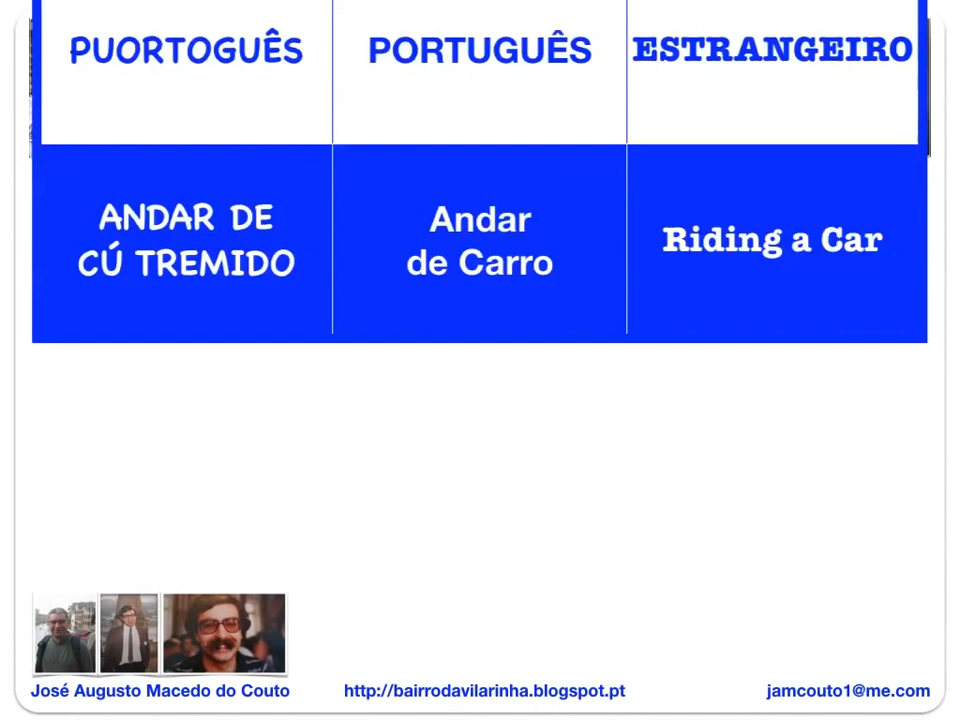 PUORTOGUÊS PORTUGUÊS ESTRANGEIRO
ANDAR DE
CÚ TREMIDO
Andar
de Carro
Riding a Car
José Augusto Macedo do Couto http://bairrodavilarinha.blogspot.pt jamcouto1@me.com